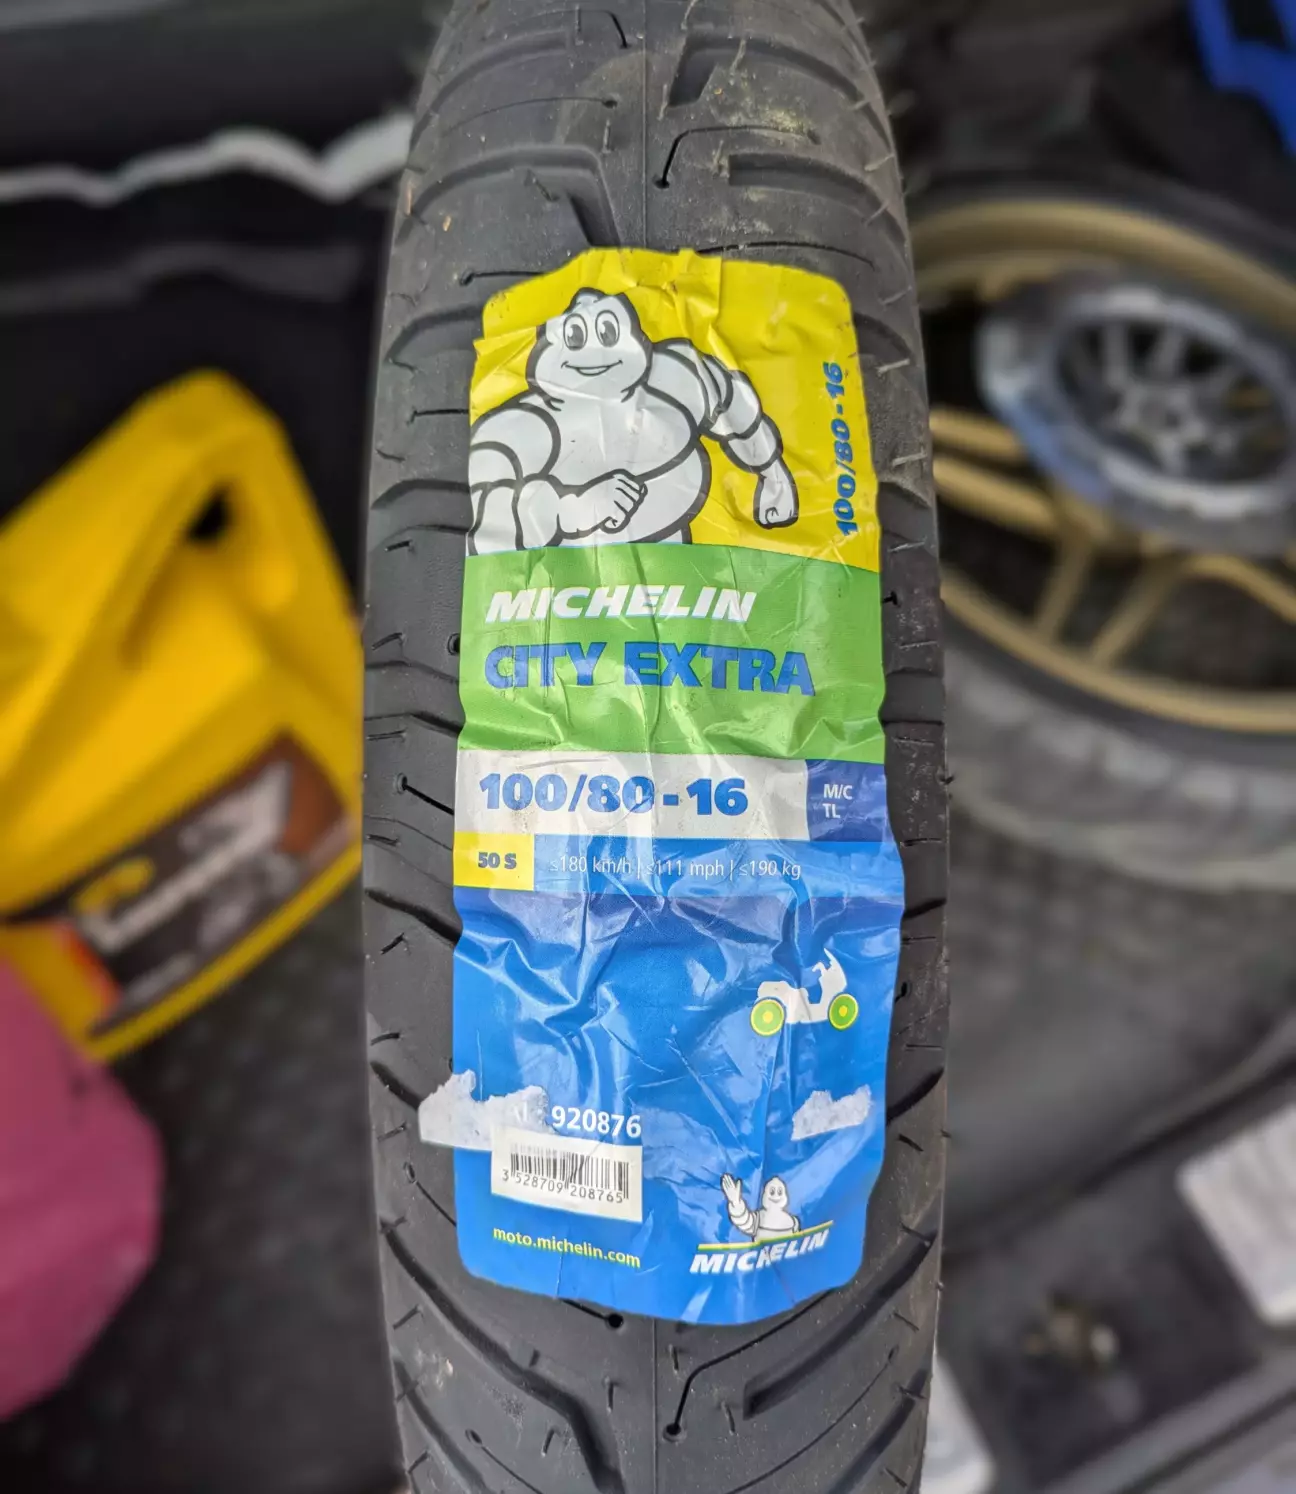 100/80-16
MICHELIN
CITY EXTRA
100/80-16
M/C
TL
50 S
≤180 km/h | ≤111 mph | ≤190 kg
920876
3 528709 208765
moto.michelin.com
MICHELIN